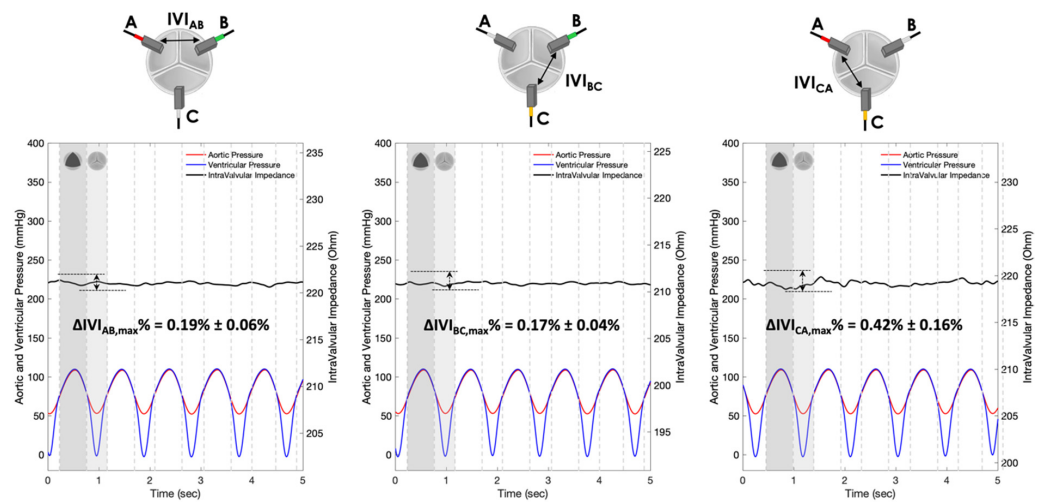 IVI_AB
A
B
C
A
B
IVI_BC
C
A
B
IVI_CA
C
400
350
300
250
200
150
100
50
0
Aortic and Ventricular Pressure (mmHg)
Aortic Pressure
Ventricular Pressure
IntraValvular Impedance
ΔIVI_AB,max% = 0.19% ± 0.06%
235
230
225
220
215
210
205
IntraValvular Impedance (Ohm)
0 1 2 3 4 5
Time (sec)
400
350
300
250
200
150
100
50
0
Aortic and Ventricular Pressure (mmHg)
Aortic Pressure
Ventricular Pressure
IntraValvular Impedance
ΔIVI_BC,max% = 0.17% ± 0.04%
225
220
215
210
205
200
195
IntraValvular Impedance (Ohm)
0 1 2 3 4 5
Time (sec)
400
350
300
250
200
150
100
50
0
Aortic and Ventricular Pressure (mmHg)
Aortic Pressure
Ventricular Pressure
IntraValvular Impedance
ΔIVI_CA,max% = 0.42% ± 0.16%
230
225
220
215
210
205
200
IntraValvular Impedance (Ohm)
0 1 2 3 4 5
Time (sec)